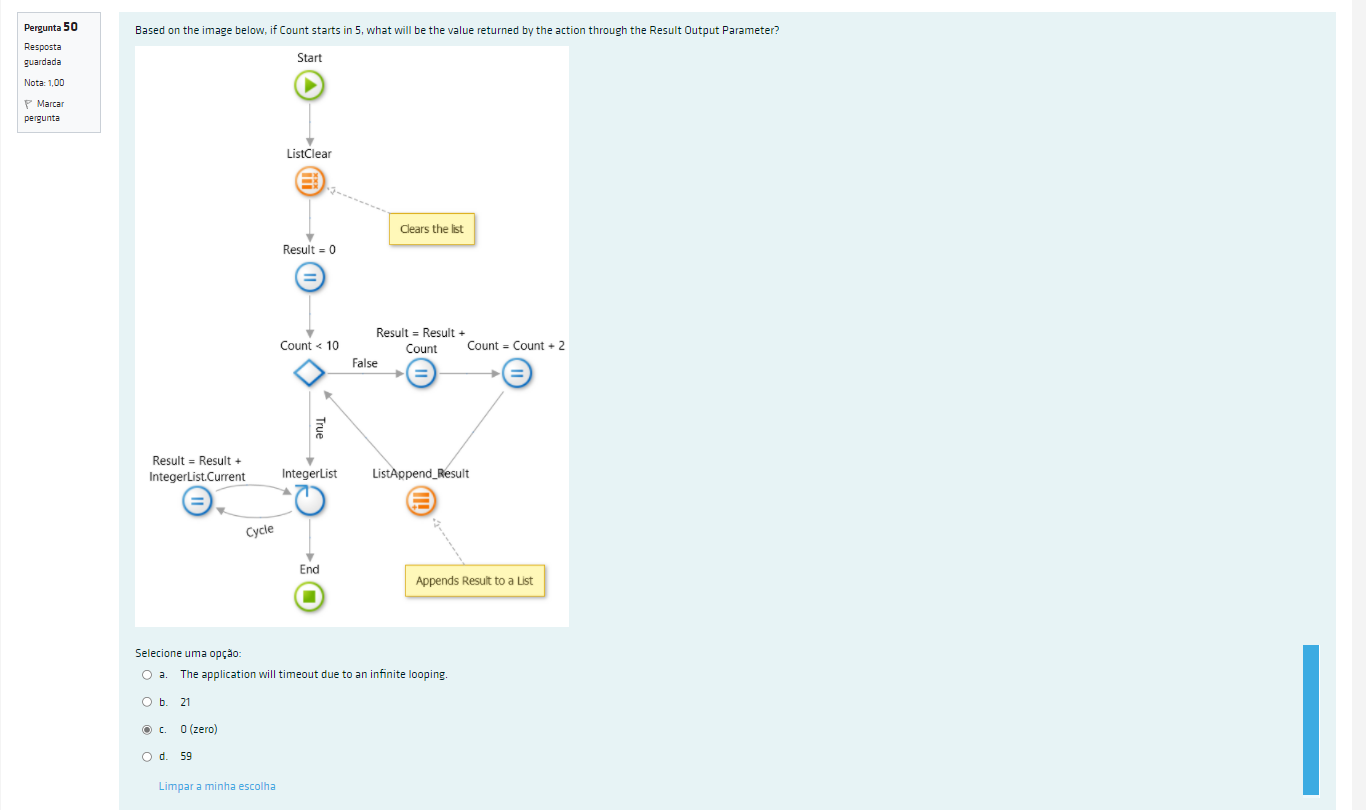 Pergunta 50
Resposta
guardada
Nota: 1,00
Marcar
pergunta
Based on the image below, if Count starts in 5, what will be the value returned by the action through the Result Output Parameter?
Start
ListClear
Clears the list
Result = 0
Count < 10
False
Result = Result +
Count
Count = Count + 2
True
Result = Result +
IntegerList.Current
IntegerList
ListAppend_Result
Cycle
End
Appends Result to a List
Selecione uma opção:
a. The application will timeout due to an infinite looping.
b. 21
c. 0 (zero)
d. 59
Limpar a minha escolha